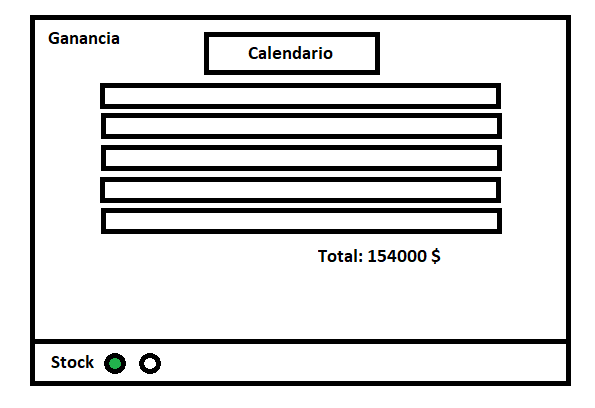 Ganancia
Calendario
Total: 154000 $
Stock